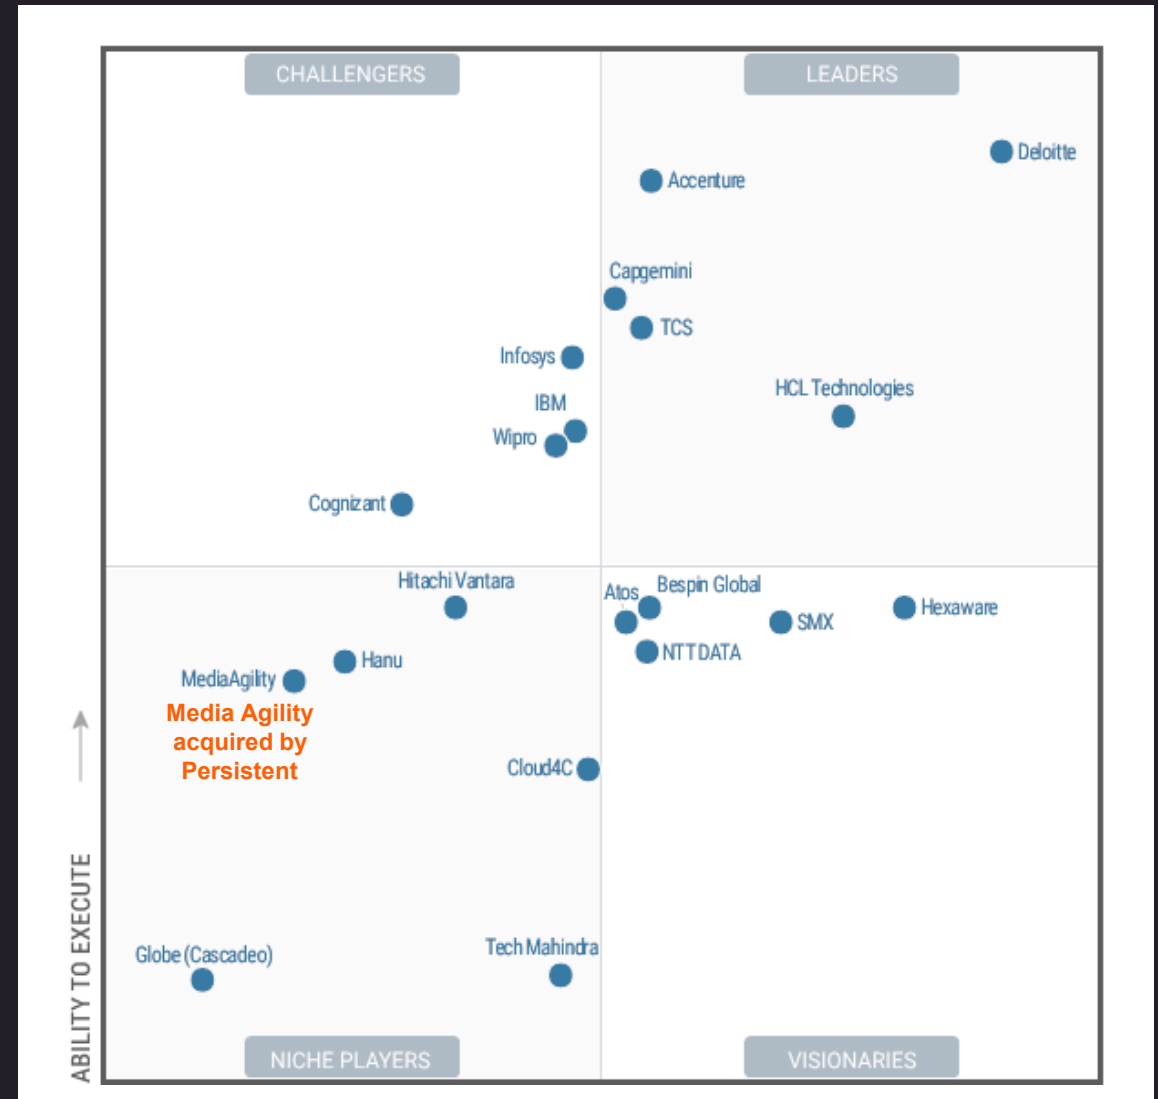 CHALLENGERS
LEADERS
Deloitte
Accenture
Capgemini
TCS
Infosys
HCL Technologies
IBM
Wipro
Cognizant
Hitachi Vantara
Atos
Bespin Global
Hexaware
SMX
NTT DATA
Hanu
MediaAgility
Media Agility
acquired by
Persistent
Cloud4C
Globe (Cascadeo)
Tech Mahindra
NICHE PLAYERS
VISIONARIES
ABILITY TO EXECUTE